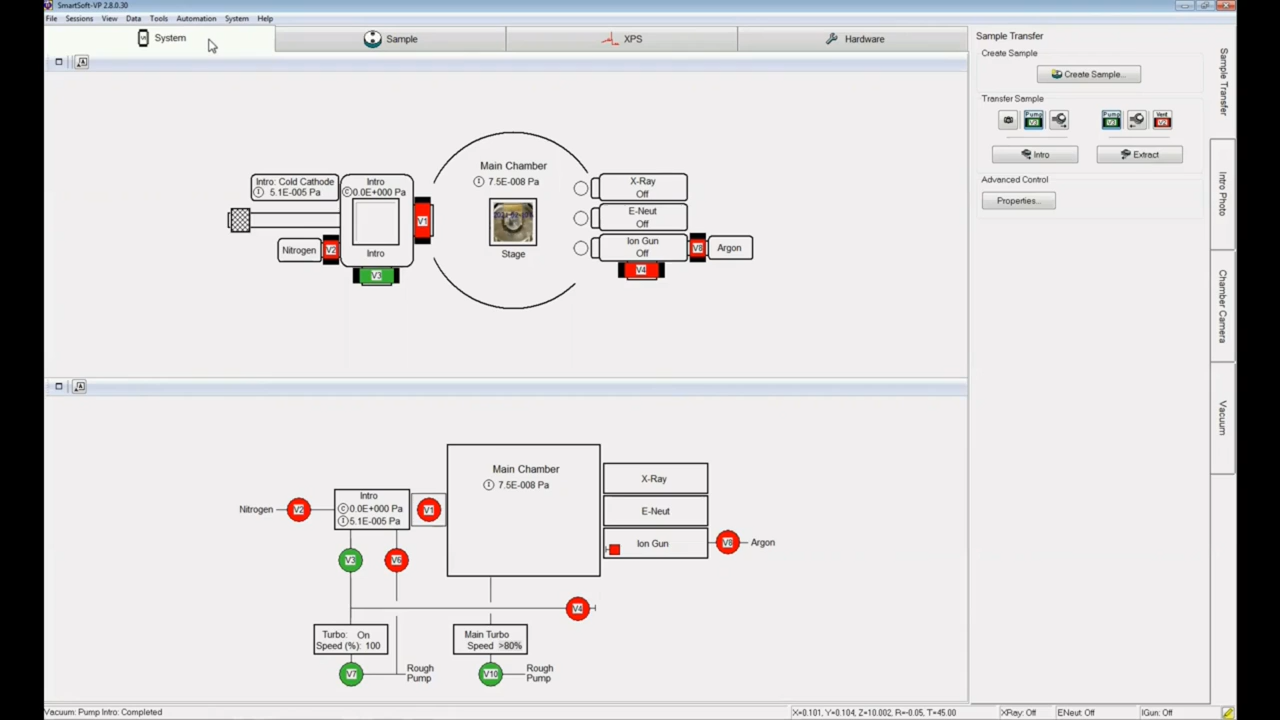 SmartSoft-VP 2.8.0.30
File Sessions View Data Tools Automation System Help
System
Sample
XPS
Hardware
Main Chamber
7.5E-008 Pa
Stage
Intro: Cold Cathode
5.1E-005 Pa
Intro
0.0E+000 Pa
Intro
V1
Nitrogen
V2
V3
X-Ray
Off
E-Neut
Off
Ion Gun
Off
V4
V8
Argon
Main Chamber
7.5E-008 Pa
X-Ray
E-Neut
Ion Gun
V8
Argon
Nitrogen
V2
Intro
0.0E+000 Pa
5.1E-005 Pa
V1
V3
V6
V4
Turbo: On
Speed (%): 100
Main Turbo
Speed >80%
V7
Rough
Pump
V10
Rough
Pump
Sample Transfer
Create Sample
Create Sample...
Transfer Sample
Pump
V3
Pump
V3
Vent
V2
Intro
Extract
Advanced Control
Properties...
Sample Transfer
Intro Photo
Chamber Camera
Vacuum
Vacuum: Pump Intro: Completed
X=0.101, Y=0.104, Z=10.002, R=-0.05, T=45.00
XRay: Off
ENeut: Off
IGun: Off